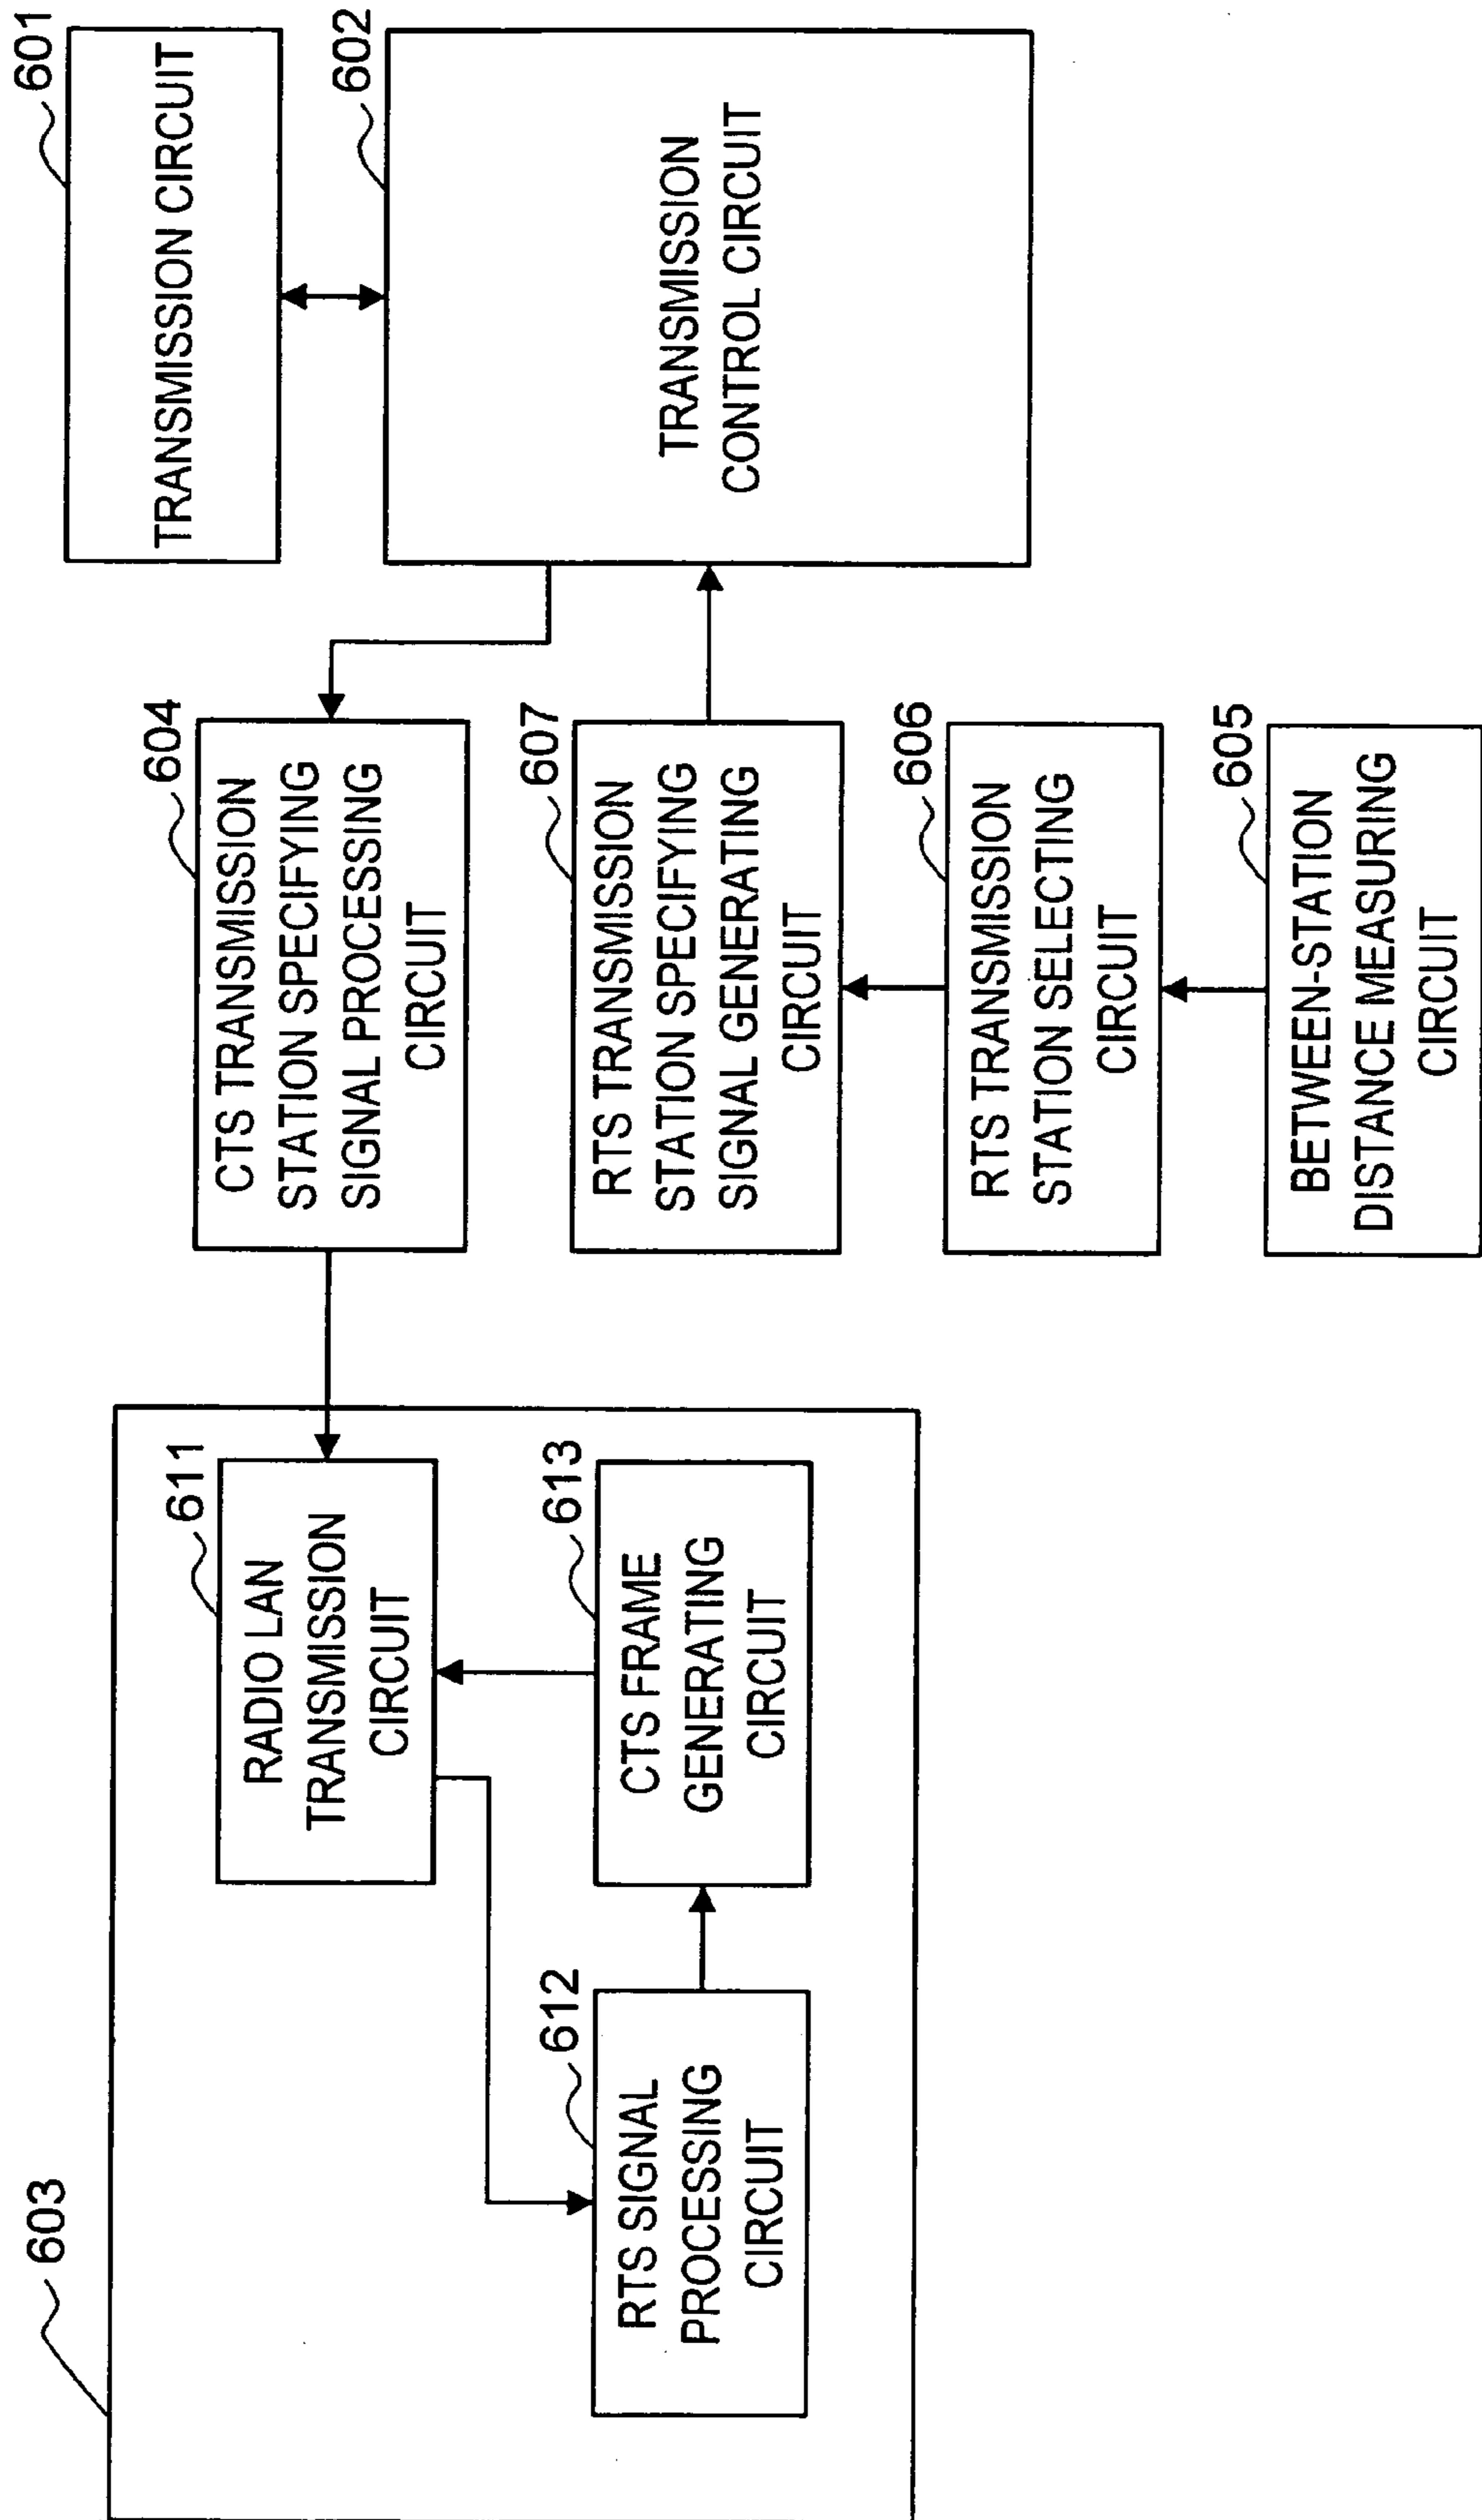 603
611
RADIO LAN
TRANSMISSION
CIRCUIT
612
RTS SIGNAL
PROCESSING
CIRCUIT
613
CTS FRAME
GENERATING
CIRCUIT
604
CTS TRANSMISSION
STATION SPECIFYING
SIGNAL PROCESSING
CIRCUIT
607
RTS TRANSMISSION
STATION SPECIFYING
SIGNAL GENERATING
CIRCUIT
606
RTS TRANSMISSION
STATION SELECTING
CIRCUIT
605
BETWEEN-STATION
DISTANCE MEASURING
CIRCUIT
601
TRANSMISSION CIRCUIT
602
TRANSMISSION
CONTROL CIRCUIT